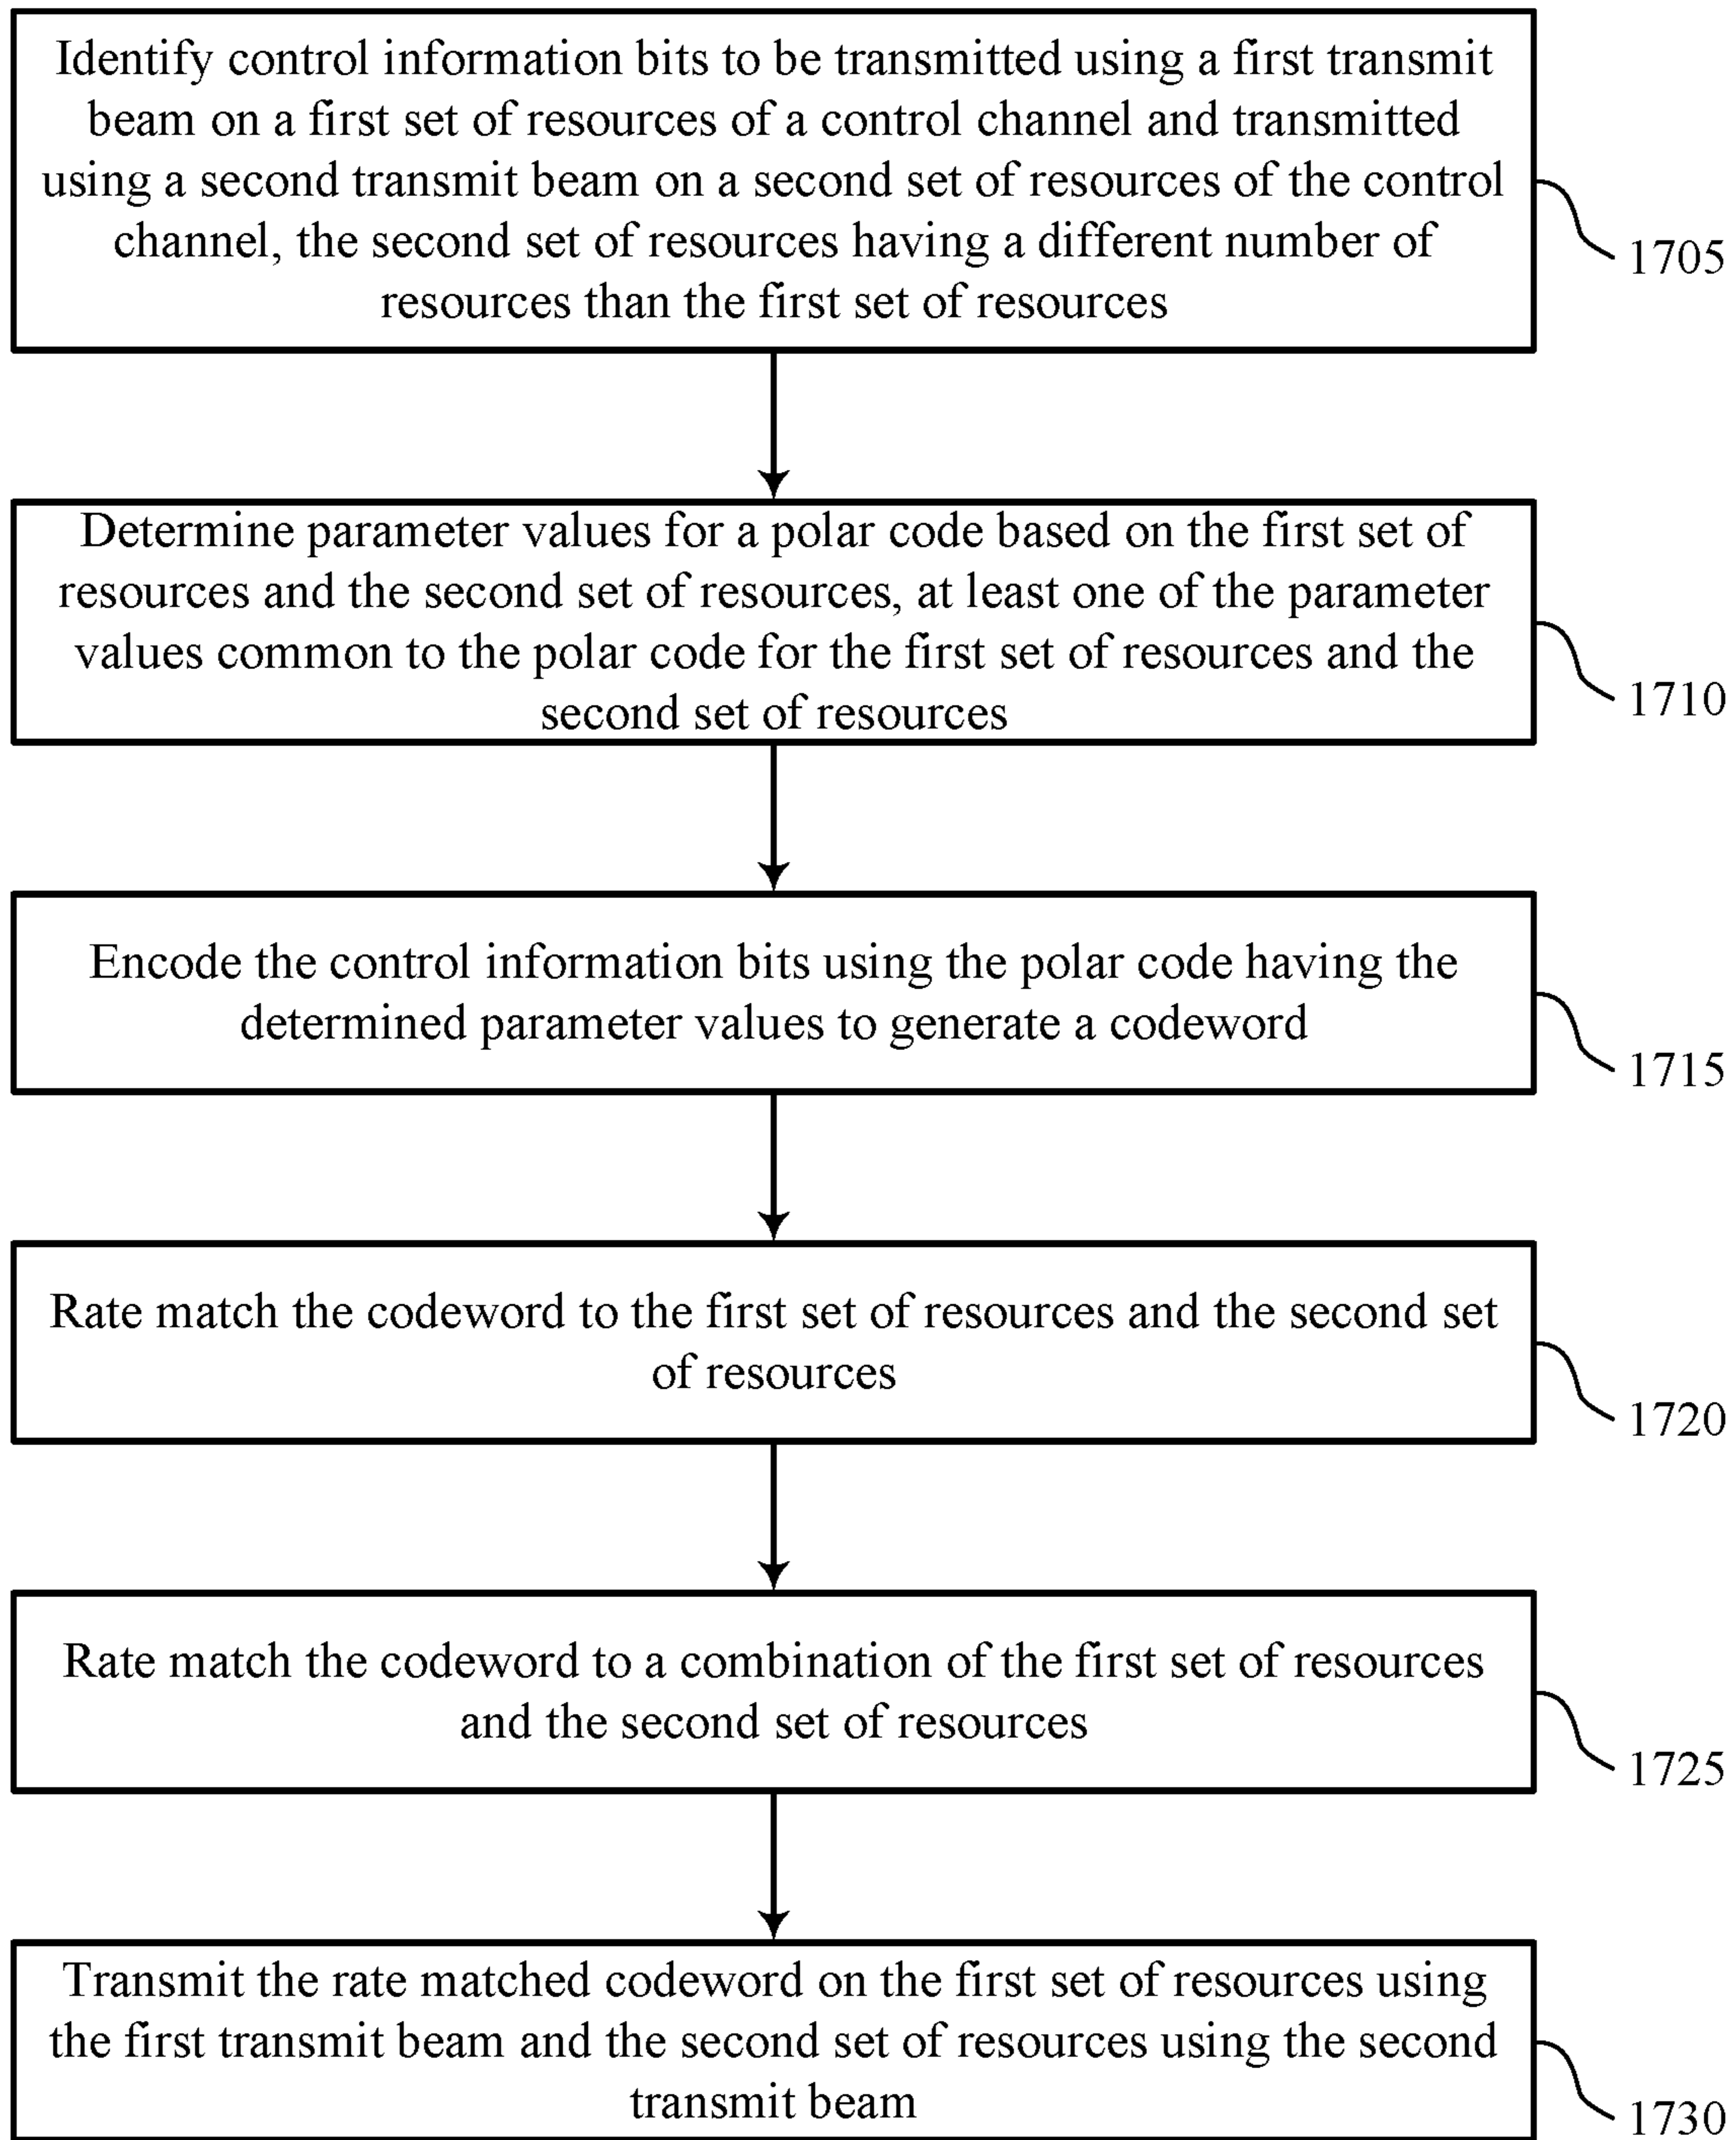 Identify control information bits to be transmitted using a first transmit
beam on a first set of resources of a control channel and transmitted
using a second transmit beam on a second set of resources of the control
channel, the second set of resources having a different number of
resources than the first set of resources
1705
Determine parameter values for a polar code based on the first set of
resources and the second set of resources, at least one of the parameter
values common to the polar code for the first set of resources and the
second set of resources
1710
Encode the control information bits using the polar code having the
determined parameter values to generate a codeword
1715
Rate match the codeword to the first set of resources and the second set
of resources
1720
Rate match the codeword to a combination of the first set of resources
and the second set of resources
1725
Transmit the rate matched codeword on the first set of resources using
the first transmit beam and the second set of resources using the second
transmit beam
1730